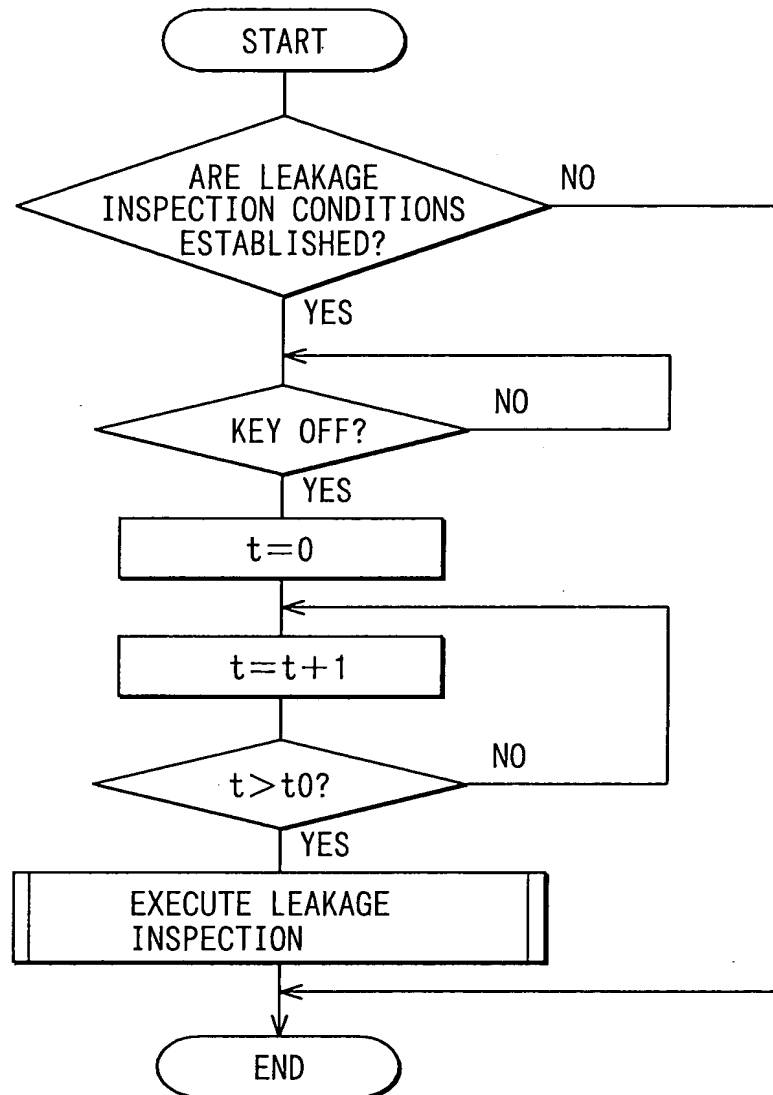 START
ARE LEAKAGE
INSPECTION CONDITIONS
ESTABLISHED?
NO
YES
KEY OFF?
NO
YES
t=0
t=t+1
t>t0?
NO
YES
EXECUTE LEAKAGE
INSPECTION
END